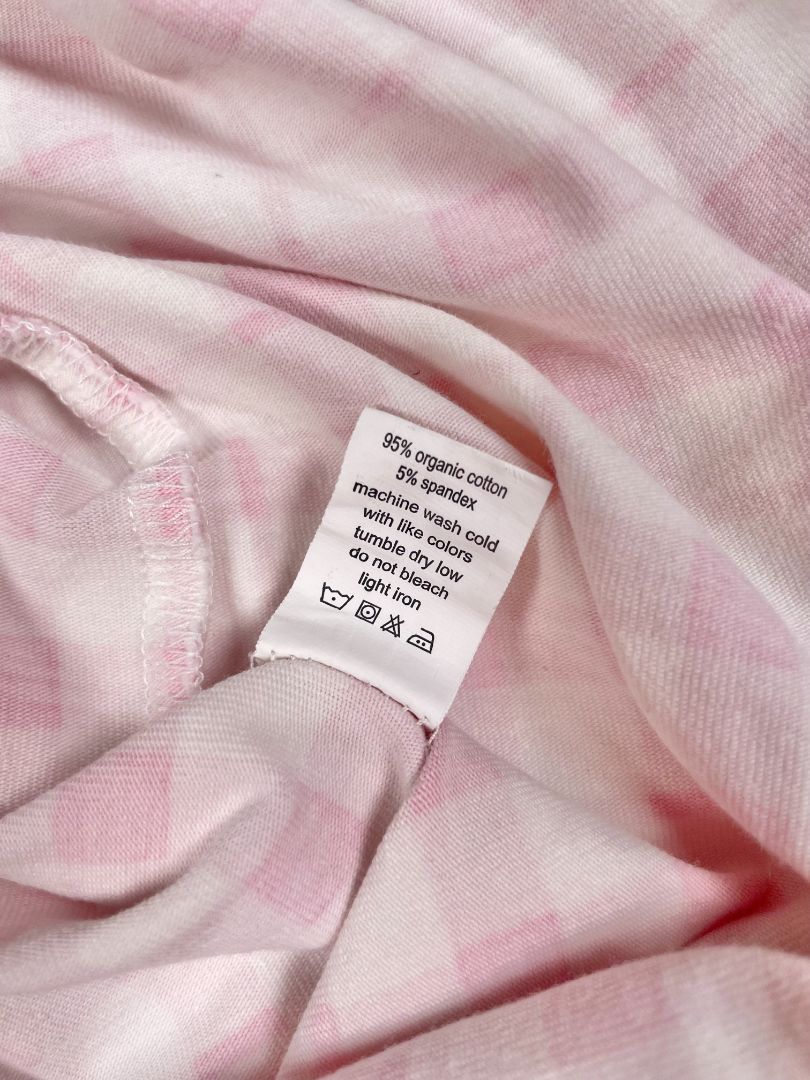 95% organic cotton
5% spandex
machine wash cold
with like colors
tumble dry low
do not bleach
light iron